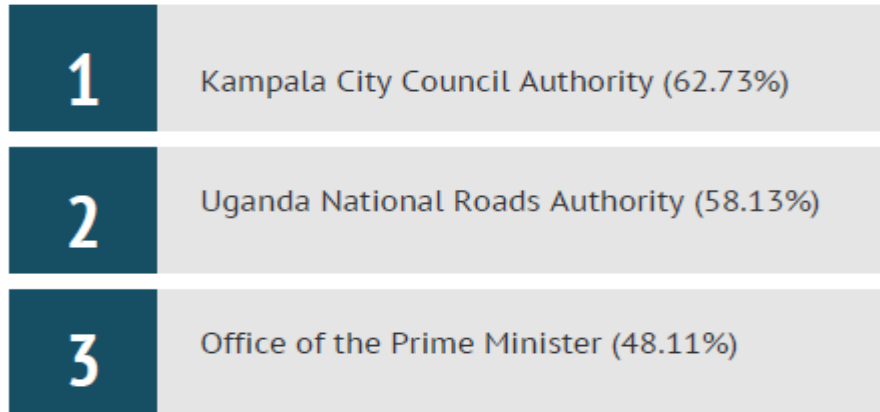 1
Kampala City Council Authority (62.73%)
2
Uganda National Roads Authority (58.13%)
3
Office of the Prime Minister (48.11%)